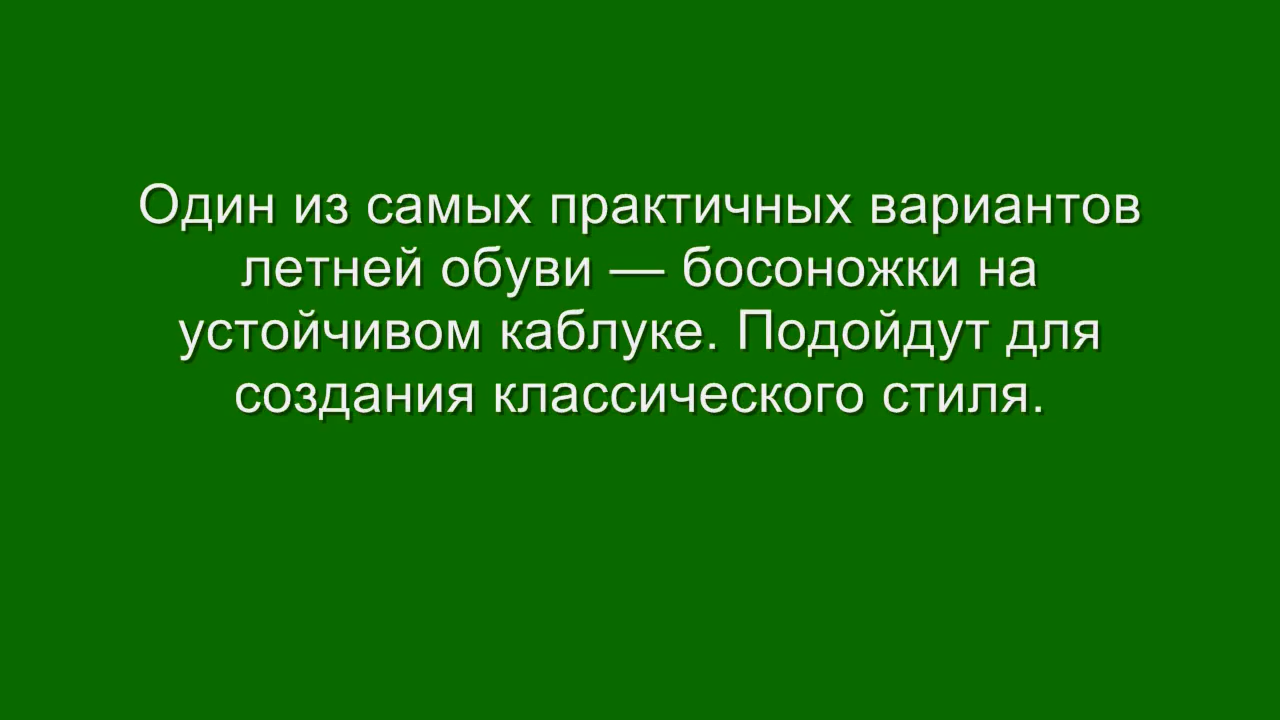 Один из самых практичных вариантов
летней обуви — босоножки на
устойчивом каблуке. Подойдут для
создания классического стиля.